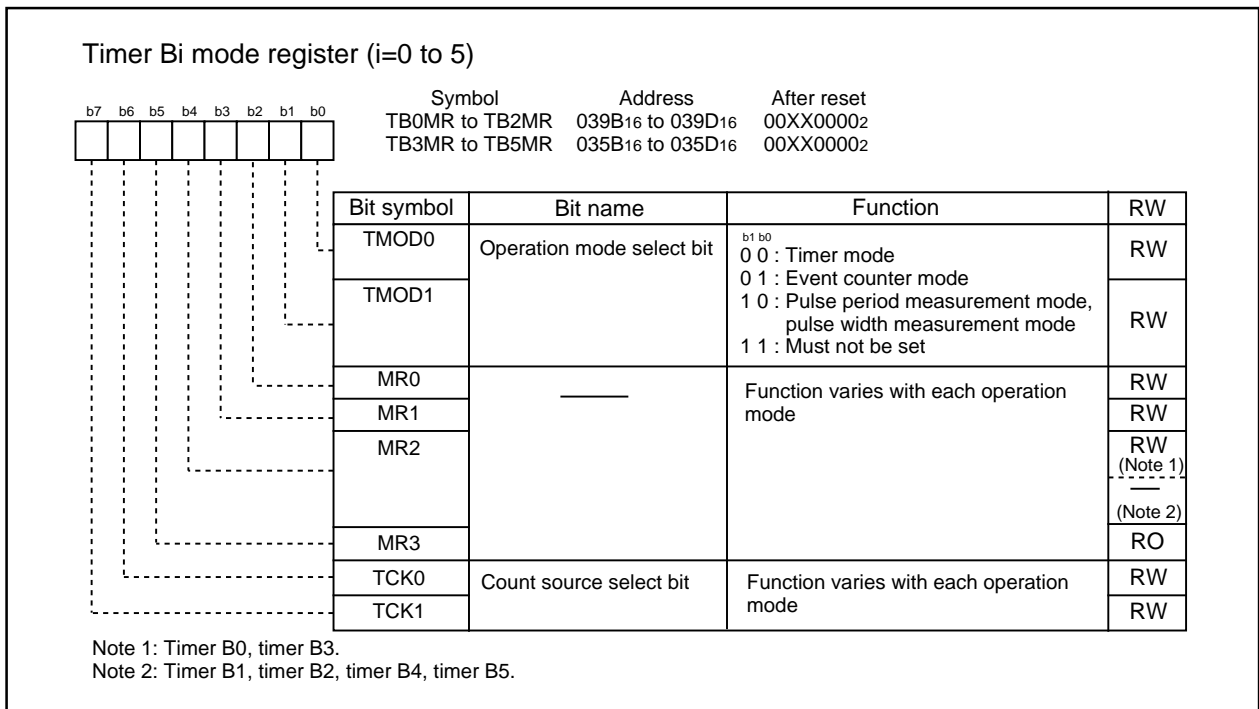 Timer Bi mode register (i=0 to 5)
b7 b6 b5 b4 b3 b2 b1 b0
Symbol Address After reset
TB0MR to TB2MR 039B16 to 039D16 00XX00002
TB3MR to TB5MR 035B16 to 035D16 00XX00002
Bit symbol Bit name Function RW
TMOD0 Operation mode select bit b1 b0 RW
0 0 : Timer mode
0 1 : Event counter mode
TMOD1 1 0 : Pulse period measurement mode, RW
pulse width measurement mode
1 1 : Must not be set
MR0 —— Function varies with each operation RW
MR1 mode RW
MR2 RW
(Note 1)
—
(Note 2)
MR3 RO
TCK0 Count source select bit Function varies with each operation RW
TCK1 mode RW
Note 1: Timer B0, timer B3.
Note 2: Timer B1, timer B2, timer B4, timer B5.